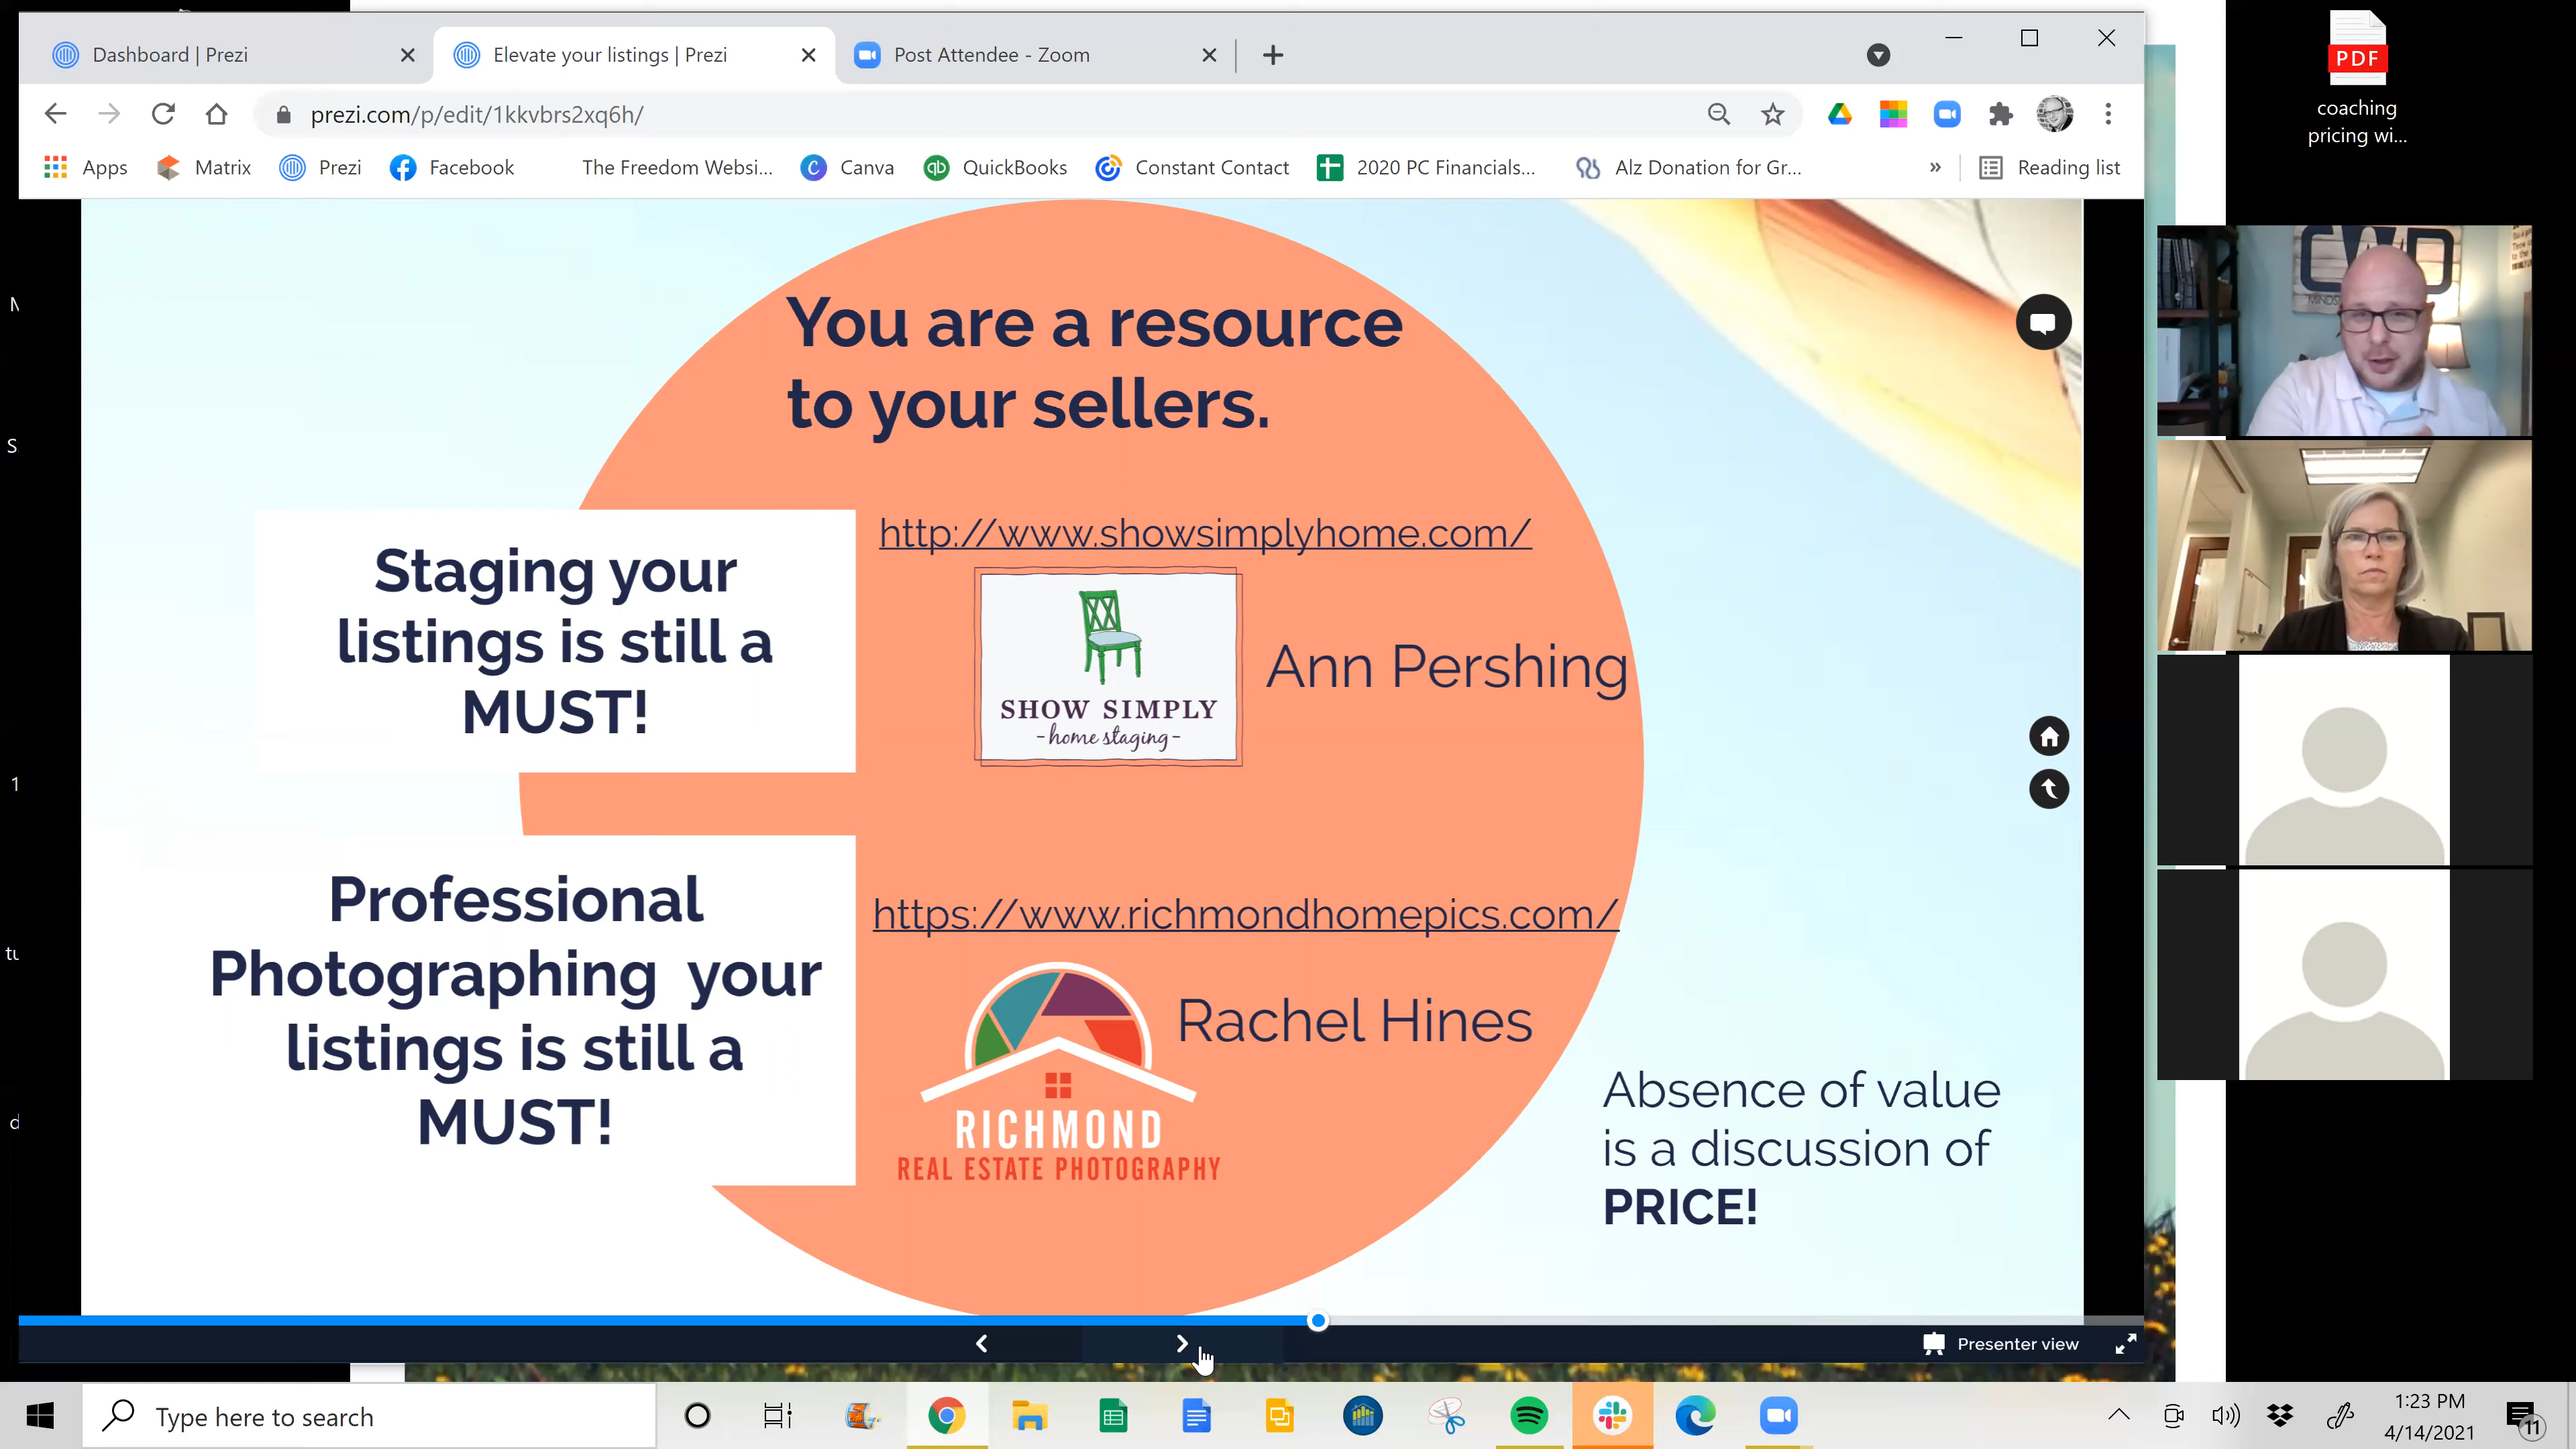 Dashboard | Prezi
Elevate your listings | Prezi
Post Attendee - Zoom
prezi.com/p/edit/1kkvbrs2xq6h/
Apps
Matrix
Prezi
Facebook
The Freedom Websi...
Canva
QuickBooks
Constant Contact
2020 PC Financials...
Alz Donation for Gr...
»
Reading list
PDF
coaching
pricing wi...
You are a resource
to your sellers.
Staging your
listings is still a
MUST!
http://www.showsimplyhome.com/
SHOW SIMPLY
-home staging-
Ann Pershing
Professional
Photographing your
listings is still a
MUST!
https://www.richmondhomepics.com/
RICHMOND
REAL ESTATE PHOTOGRAPHY
Rachel Hines
Absence of value
is a discussion of
PRICE!
Presenter view
Type here to search
1:23 PM
4/14/2021
11